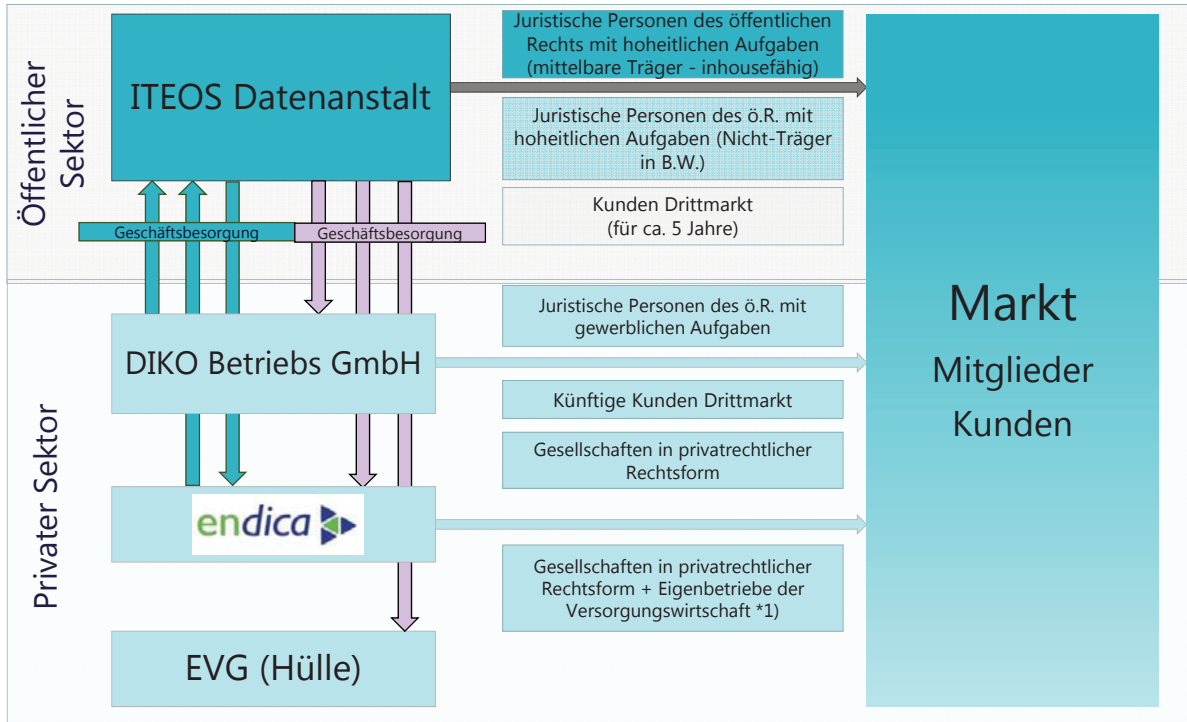 Öffentlicher
Sektor
ITEOS Datenanstalt
Juristische Personen des öffentlichen
Rechts mit hoheitlichen Aufgaben
(mittelbare Träger - inhousefähig)
Juristische Personen des ö.R. mit
hoheitlichen Aufgaben (Nicht-Träger
in B.W.)
Kunden Drittmarkt
(für ca. 5 Jahre)
Geschäftsbesorgung
Geschäftsbesorgung
Privater Sektor
DIKO Betriebs GmbH
Juristische Personen des ö.R. mit
gewerblichen Aufgaben
Künftige Kunden Drittmarkt
Gesellschaften in privatrechtlicher
Rechtsform
endica
Gesellschaften in privatrechtlicher
Rechtsform + Eigenbetriebe der
Versorgungswirtschaft *1)
EVG (Hülle)
Markt
Mitglieder
Kunden